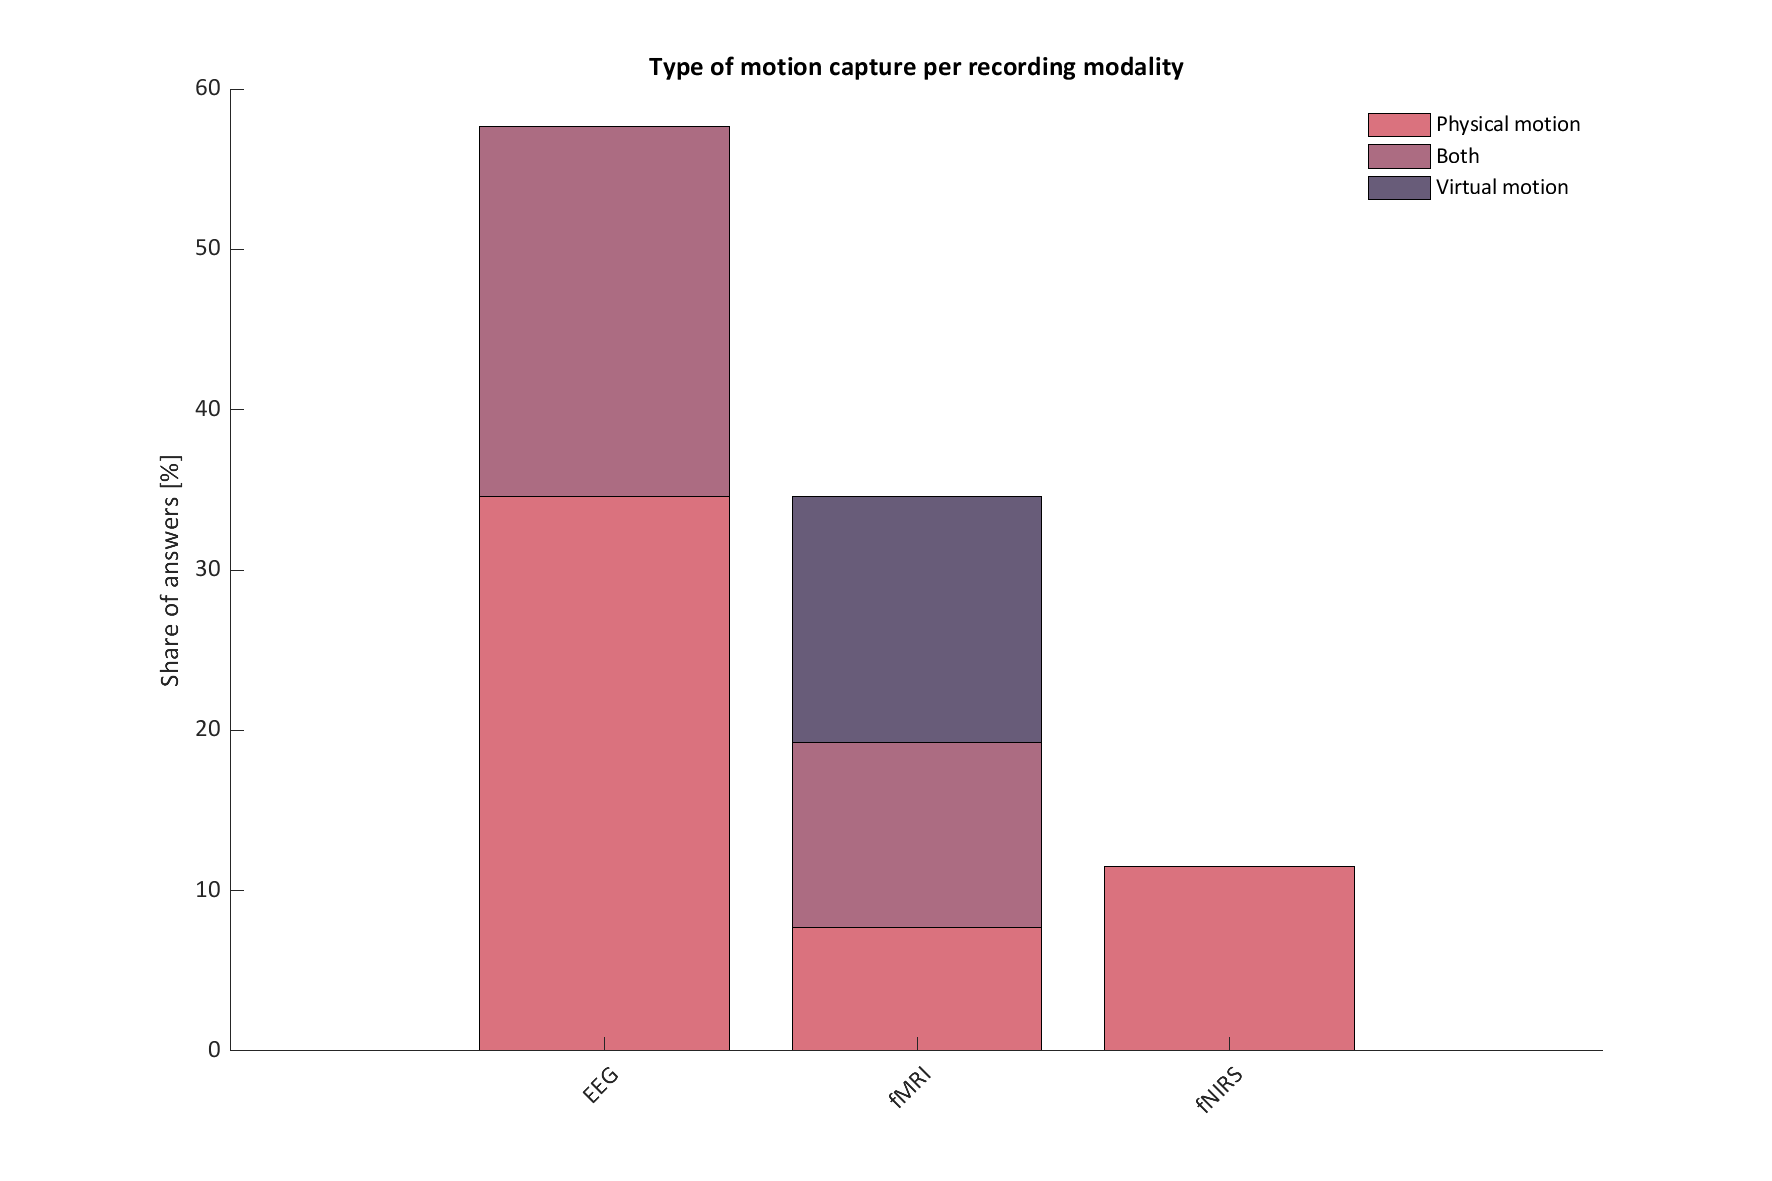 Type of motion capture per recording modality
Physical motion
Both
Virtual motion
Share of answers [%]
60
50
40
30
20
10
0
EEG
fMRI
fNIRS